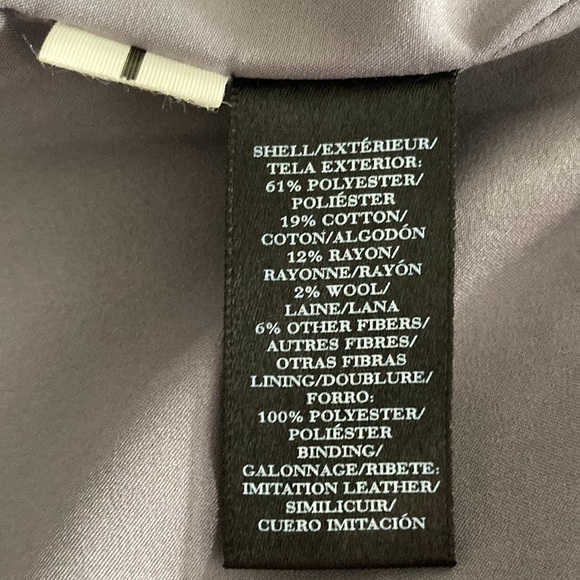 SHELL/EXTÉRIEUR/
TELA EXTERIOR:
61% POLYESTER/
POLIÉSTER
19% COTTON/
COTON/ALGODÓN
12% RAYON/
RAYONNE/RAYÓN
2% WOOL/
LAINE/LANA
6% OTHER FIBERS/
AUTRES FIBRES/
OTRAS FIBRAS
LINING/DOUBLURE/
FORRO:
100% POLYESTER/
POLIÉSTER
BINDING/
GALONNAGE/RIBETE:
IMITATION LEATHER/
SIMILICUIR/
CUERO IMITACIÓN